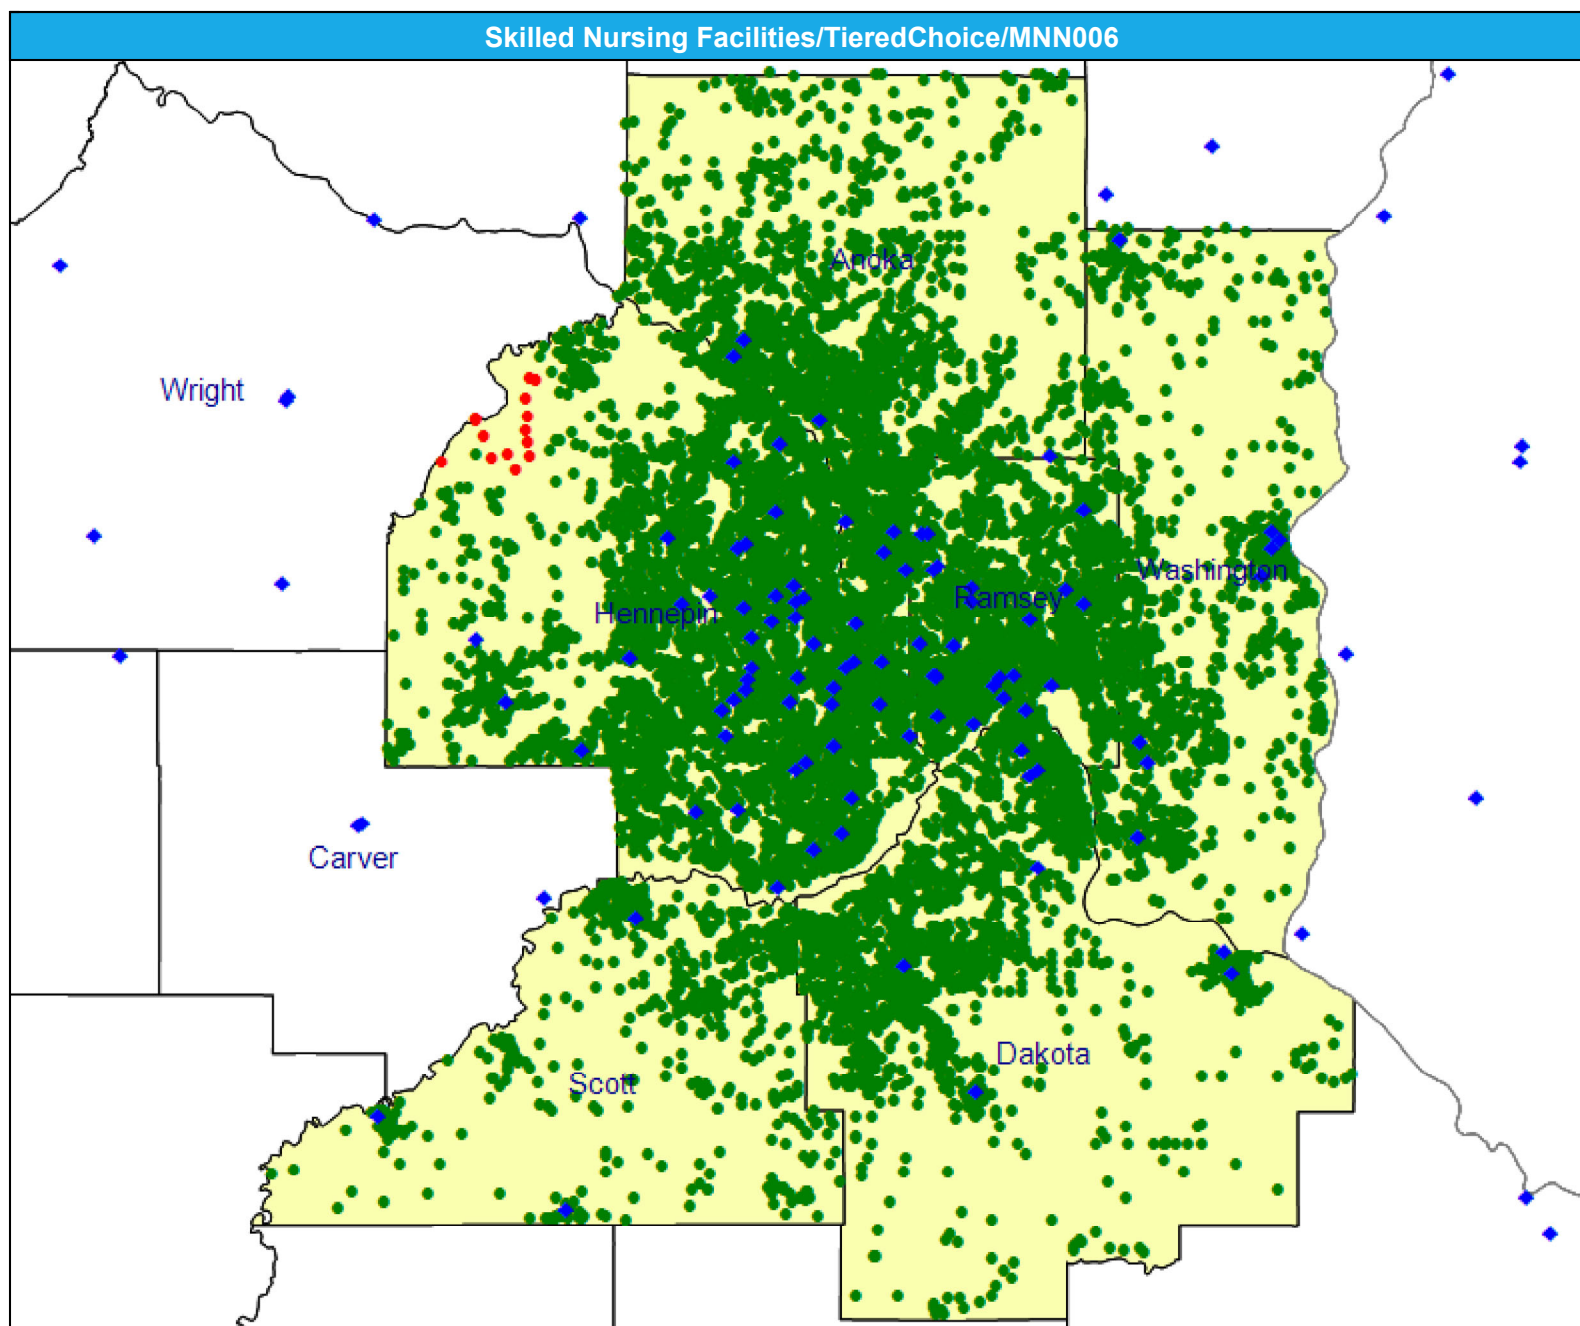 Skilled Nursing Facilities/TieredChoice/MNN006
Anoka
Wright
Washington
Ramsey
Hennepin
Carver
Dakota
Scott